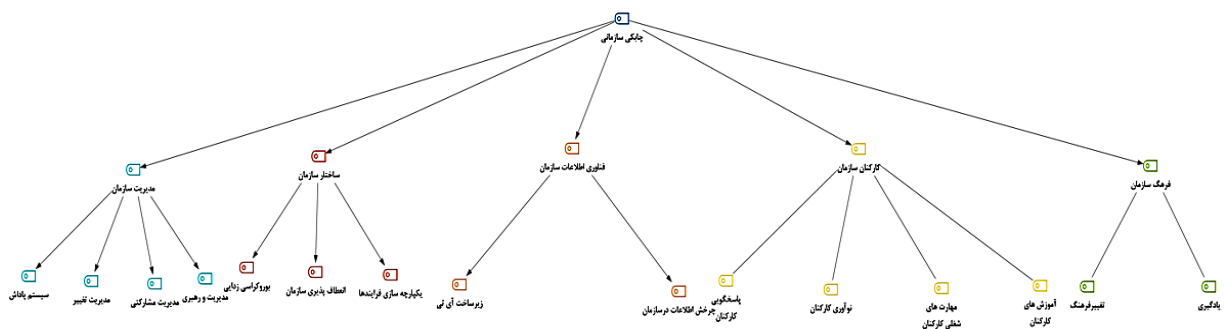 چابکی سازمانی
فرهنگ سازمان
کارکنان سازمان
فناوری اطلاعات سازمان
ساختار سازمان
مدیریت سازمان
یادگیری
تغییرفرهنگ
آموزش های
کارکنان
مهارت های
شغلی کارکنان
نوآوری کارکنان
پاسخگویی
کارکنان
چرخش اطلاعات درسازمان
زیرساخت آی تی
یکپارچه سازی فرایندها
انعطاف پذیری سازمان
بوروکراسی زدایی
مدیریت و رهبری
مدیریت مشارکتی
مدیریت تغییر
سیستم پاداش